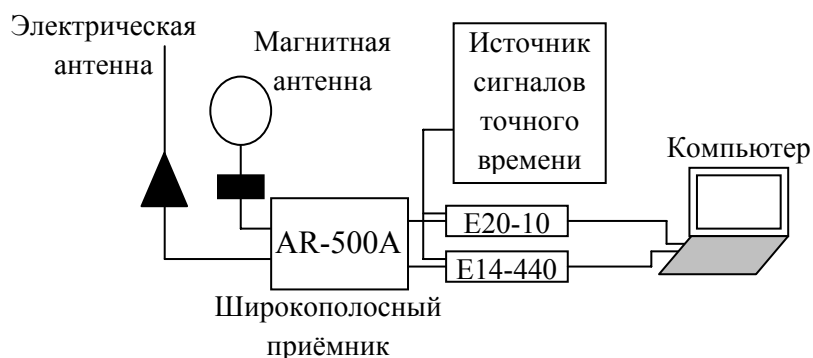 Электрическая
антенна
Магнитная
антенна
Источник
сигналов
точного
времени
Компьютер
AR-500A
E20-10
E14-440
Широкополосный
приёмник